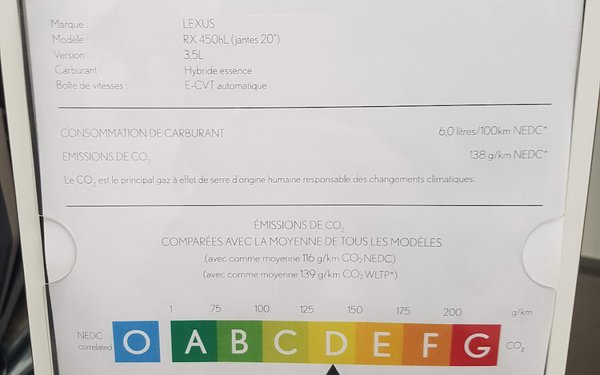 Marque : LEXUS
Modèle : RX 450hL (jantes 20")
Version : 3,5L
Carburant : Hybride essence
Boîte de vitesses : E-CVT automatique
CONSOMMATION DE CARBURANT 6,0 litres/100km NEDC*
EMISSIONS DE CO₂ 138 g/km NEDC*
Le CO₂ est le principal gaz à effet de serre d'origine humaine responsable des changements climatiques.
ÉMISSIONS DE CO₂
COMPARÉES AVEC LA MOYENNE DE TOUS LES MODÈLES
(avec comme moyenne 116 g/km CO₂ NEDC)
(avec comme moyenne 139 g/km CO₂ WLTP*)
1 75 100 125 150 175 200 g/km
NEDC correlated O A B C D E F G CO₂